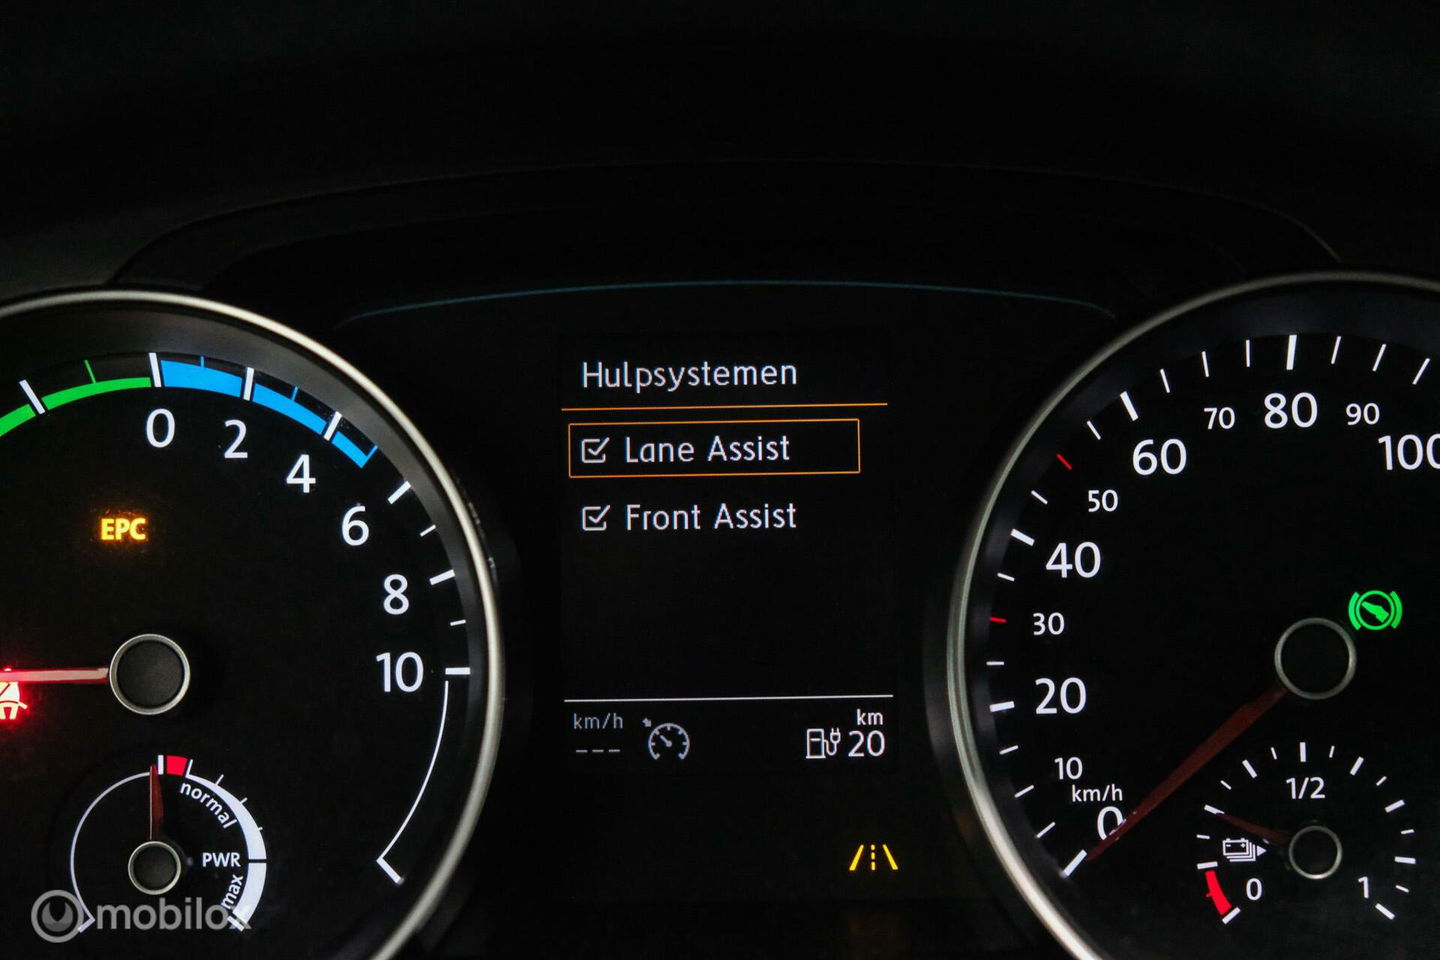 Hulpsystemen
Lane Assist
Front Assist
km/h
---
km
20
0
2
4
6
8
10
EPC
normal
PWR
max
0
10
20
30
40
50
60
70
80
90
100
km/h
0
1/2
1
mobilox